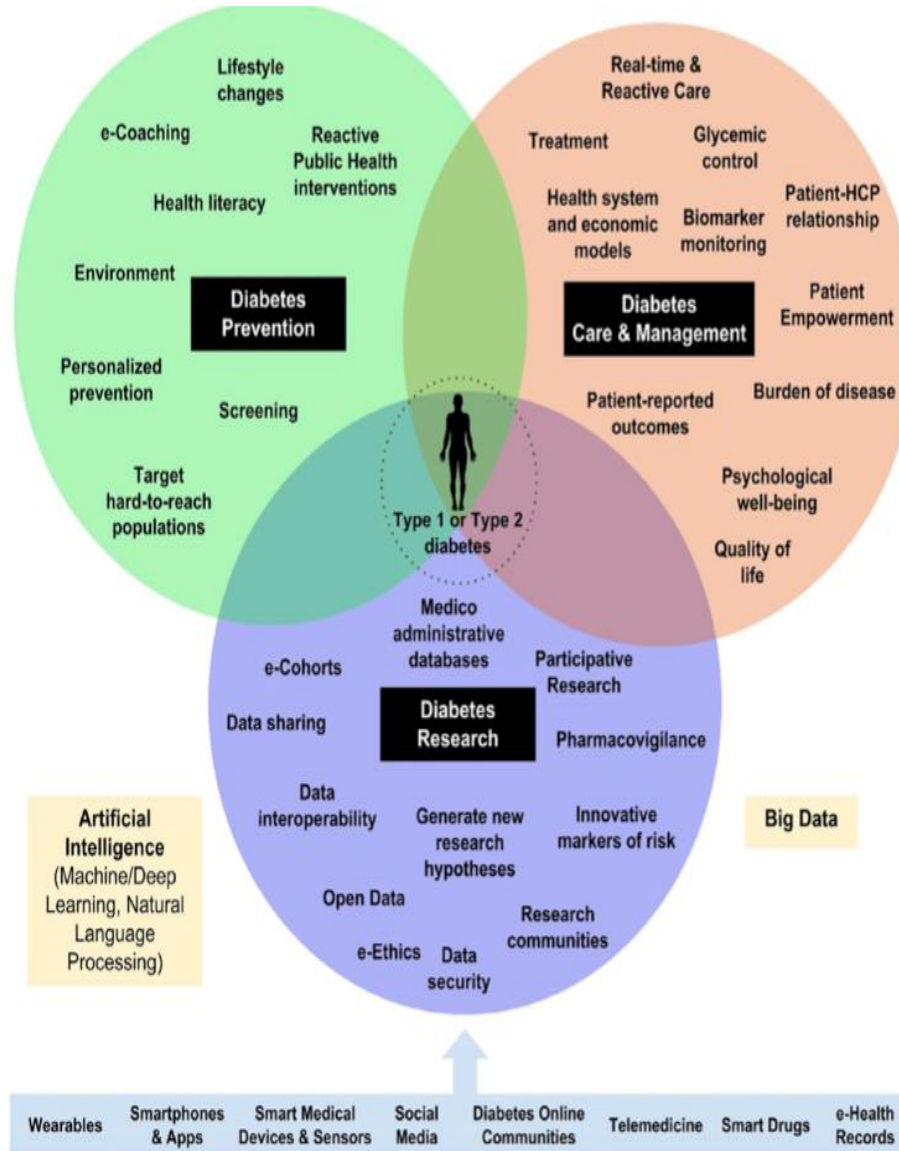 Lifestyle
changes
e-Coaching
Reactive
Public Health
interventions
Health literacy
Environment
Diabetes
Prevention
Personalized
prevention
Screening
Target
hard-to-reach
populations
Real-time &
Reactive Care
Treatment
Glycemic
control
Health system
and economic
models
Biomarker
monitoring
Patient-HCP
relationship
Diabetes
Care & Management
Patient
Empowerment
Patient-reported
outcomes
Burden of disease
Psychological
well-being
Quality of
life
Type 1 or Type 2
diabetes
Medico
administrative
databases
e-Cohorts
Participative
Research
Data sharing
Diabetes
Research
Pharmacovigilance
Data
interoperability
Generate new
research
hypotheses
Innovative
markers of risk
Open Data
Research
communities
e-Ethics
Data
security
Artificial
Intelligence
(Machine/Deep
Learning, Natural
Language
Processing)
Big Data
Wearables
Smartphones
& Apps
Smart Medical
Devices & Sensors
Social
Media
Diabetes Online
Communities
Telemedicine
Smart Drugs
e-Health
Records